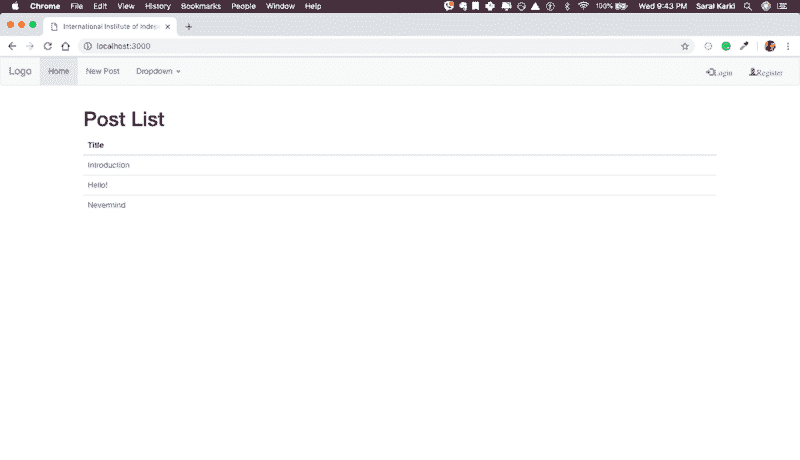 Chrome File Edit View History Bookmarks People Window Help 100% Wed 9:43 PM Saral Karki
International Institute of Indep
localhost:3000
Logo Home New Post Dropdown Login Register
Post List
Title
Introduction
Hello!
Nevermind